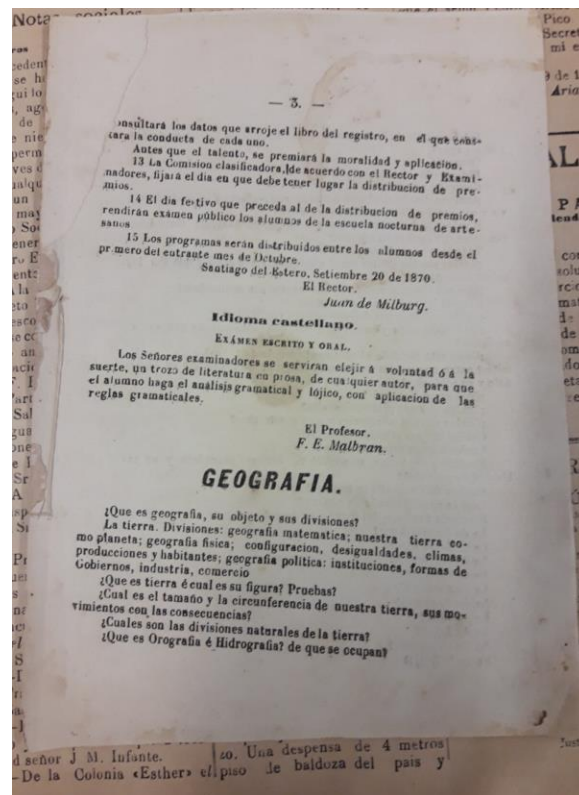 — 3. —
onsultará los datos que arroje el libro del registro, en el que cons-
tara la conducta de cada uno.
Antes que el talento, se premiará la moralidad y aplicacion.
13 La Comision clasificadora, de acuerdo con el Rector y Exami-
nadores, fijará el dia en que debe tener lugar la distribucion de pre-
mios.
14 El dia festivo que preceda al de la distribucion de premios,
rendirán exámen público los alumnos de la escuela nocturna de arte-
sanos
15 Los programas serán distribuidos entre los alumnos desde el
primero del entraute mes de Octubre.
Santiago del Estero, Setiembre 20 de 1870.
El Rector.
Juan de Milburg.
Idioma castellano.
EXÁMEN ESCRITO Y ORAL.
Los Señores examinadores se serviran elejir á voluntad ó á la
suerte, un trozo de literatura en prosa, de cualquier autor, para que
el alumno haga el análisis gramatical y lójico, con aplicacion de las
reglas gramaticales.
El Profesor.
F. E. Malbran.
GEOGRAFIA.
¿Que es geografia, su objeto y sus divisiones?
La tierra. Divisiones: geografia matematica; nuestra tierra co-
mo planeta; geografia fisica; configuracion, desigualdades, climas,
producciones y habitantes; geografia politica: instituciones, formas de
Gobiernos, industria, comercio
¿Que es tierra é cual es su figura? Pruebas?
¿Cual es el tamaño y la circunferencia de nuestra tierra, sus mo-
vimientos con las consecuencias?
¿Cuales son las divisiones naturales de la tierra?
¿Que es Orografia é Hidrografia? de que se ocupan?
d señor J M. Infante.
-De la Colonia «Esther» el
so. Una despensa de 4 metros
piso de baldoza del pais y